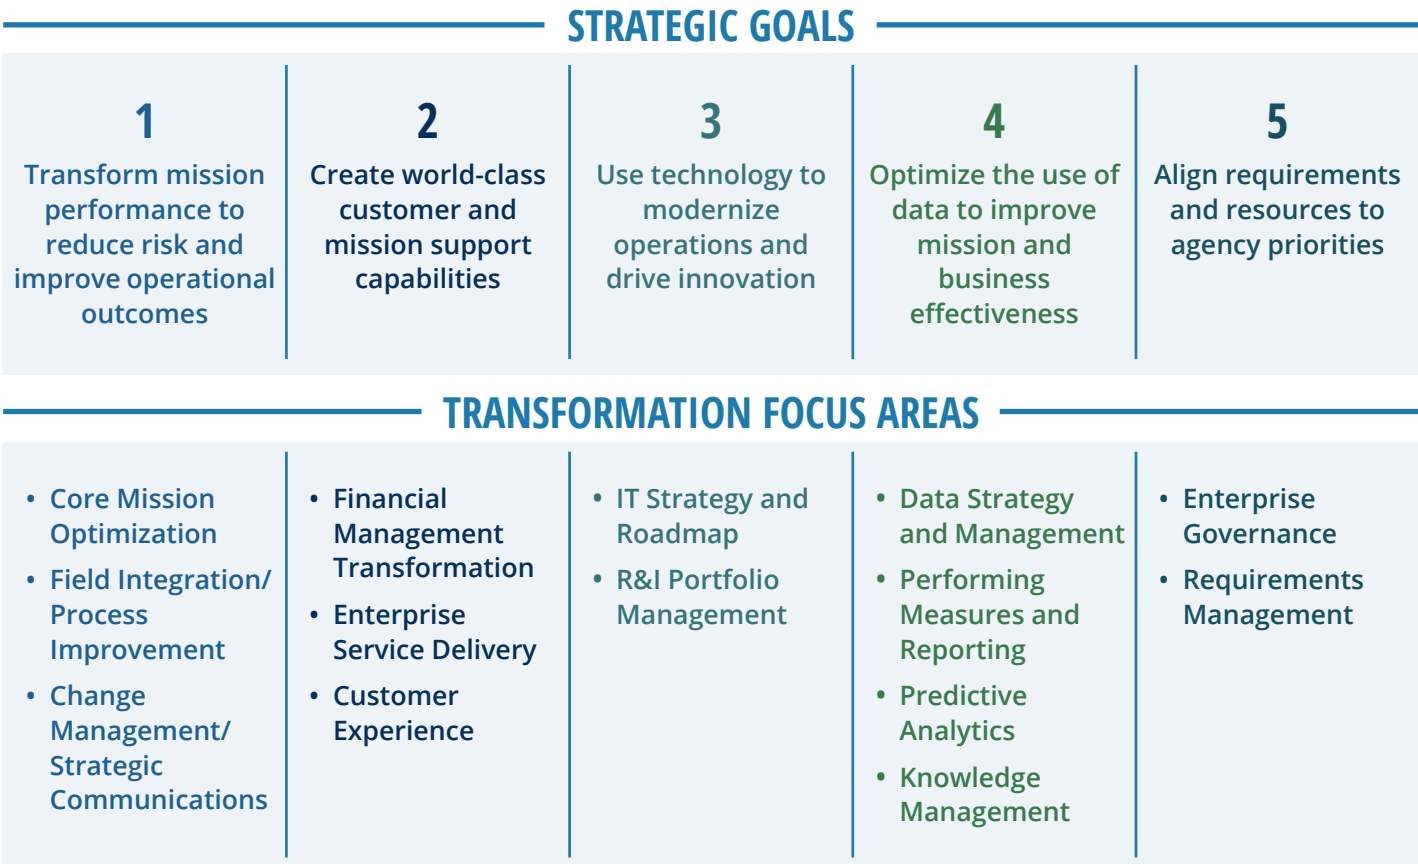 STRATEGIC GOALS
1
Transform mission
performance to
reduce risk and
improve operational
outcomes
2
Create world-class
customer and
mission support
capabilities
3
Use technology to
modernize
operations and
drive innovation
4
Optimize the use of
data to improve
mission and
business
effectiveness
5
Align requirements
and resources to
agency priorities
TRANSFORMATION FOCUS AREAS
• Core Mission
Optimization
• Field Integration/
Process
Improvement
• Change
Management/
Strategic
Communications
• Financial
Management
Transformation
• Enterprise
Service Delivery
• Customer
Experience
• IT Strategy and
Roadmap
• R&I Portfolio
Management
• Data Strategy
and Management
• Performing
Measures and
Reporting
• Predictive
Analytics
• Knowledge
Management
• Enterprise
Governance
• Requirements
Management